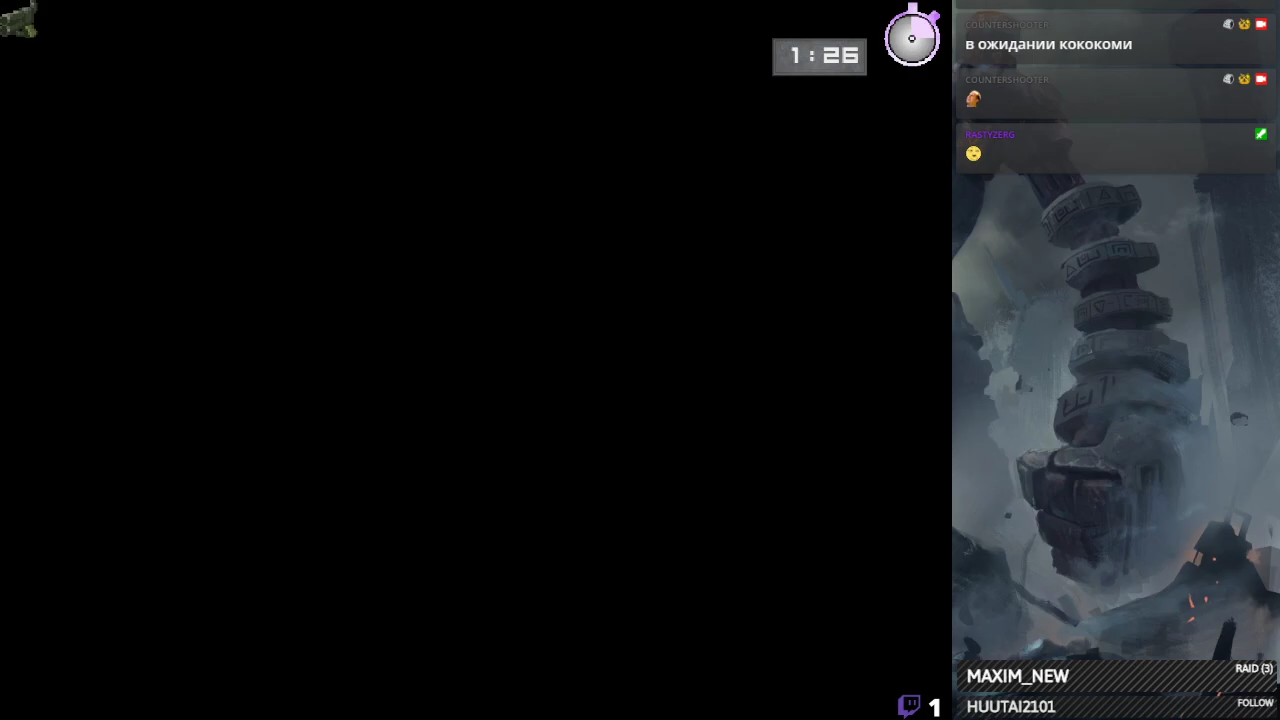 1:26
COUNTERSHOOTER
в ожидании кококоми
COUNTERSHOOTER
RASTYZERG
MAXIM_NEW
RAID (3)
HUUTAI2101
FOLLOW
1